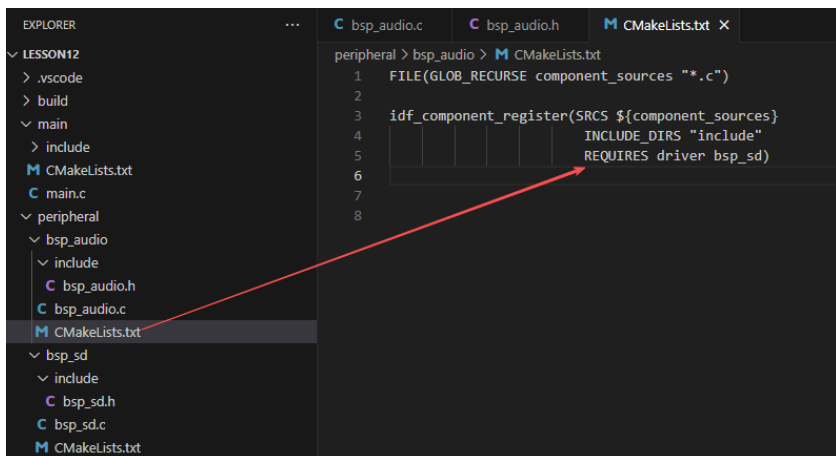 EXPLORER
...
LESSON12
.vscode
build
main
include
CMakeLists.txt
main.c
peripheral
bsp_audio
include
bsp_audio.h
bsp_audio.c
CMakeLists.txt
bsp_sd
include
bsp_sd.h
bsp_sd.c
CMakeLists.txt
C bsp_audio.c C bsp_audio.h M CMakeLists.txt
peripheral > bsp_audio > M CMakeLists.txt
1 FILE(GLOB_RECURSE component_sources "*.c")
2
3 idf_component_register(SRCS ${component_sources}
4 INCLUDE_DIRS "include"
5 REQUIRES driver bsp_sd)
6
7
8